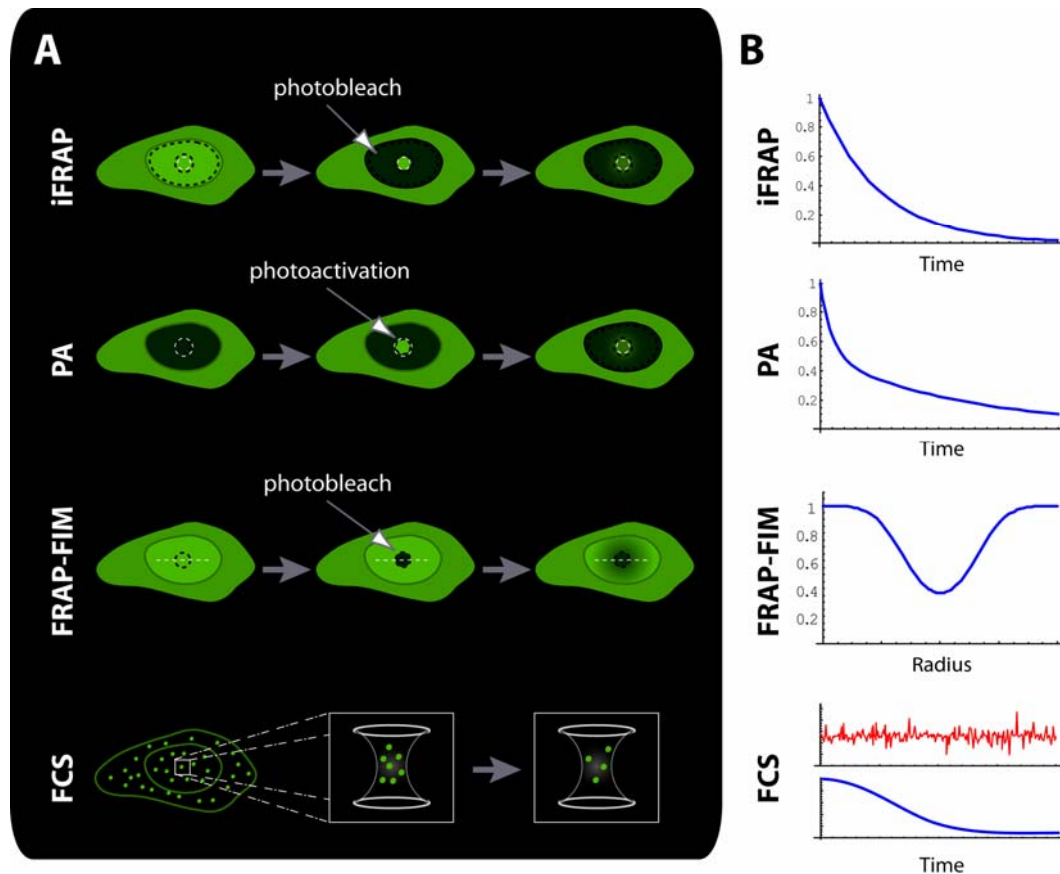 A
B
iFRAP
photobleach
iFRAP
1
0.8
0.6
0.4
0.2
Time
PA
photoactivation
PA
1
0.8
0.6
0.4
0.2
Time
FRAP-FIM
photobleach
FRAP-FIM
1
0.8
0.6
0.4
0.2
Radius
FCS
FCS
Time